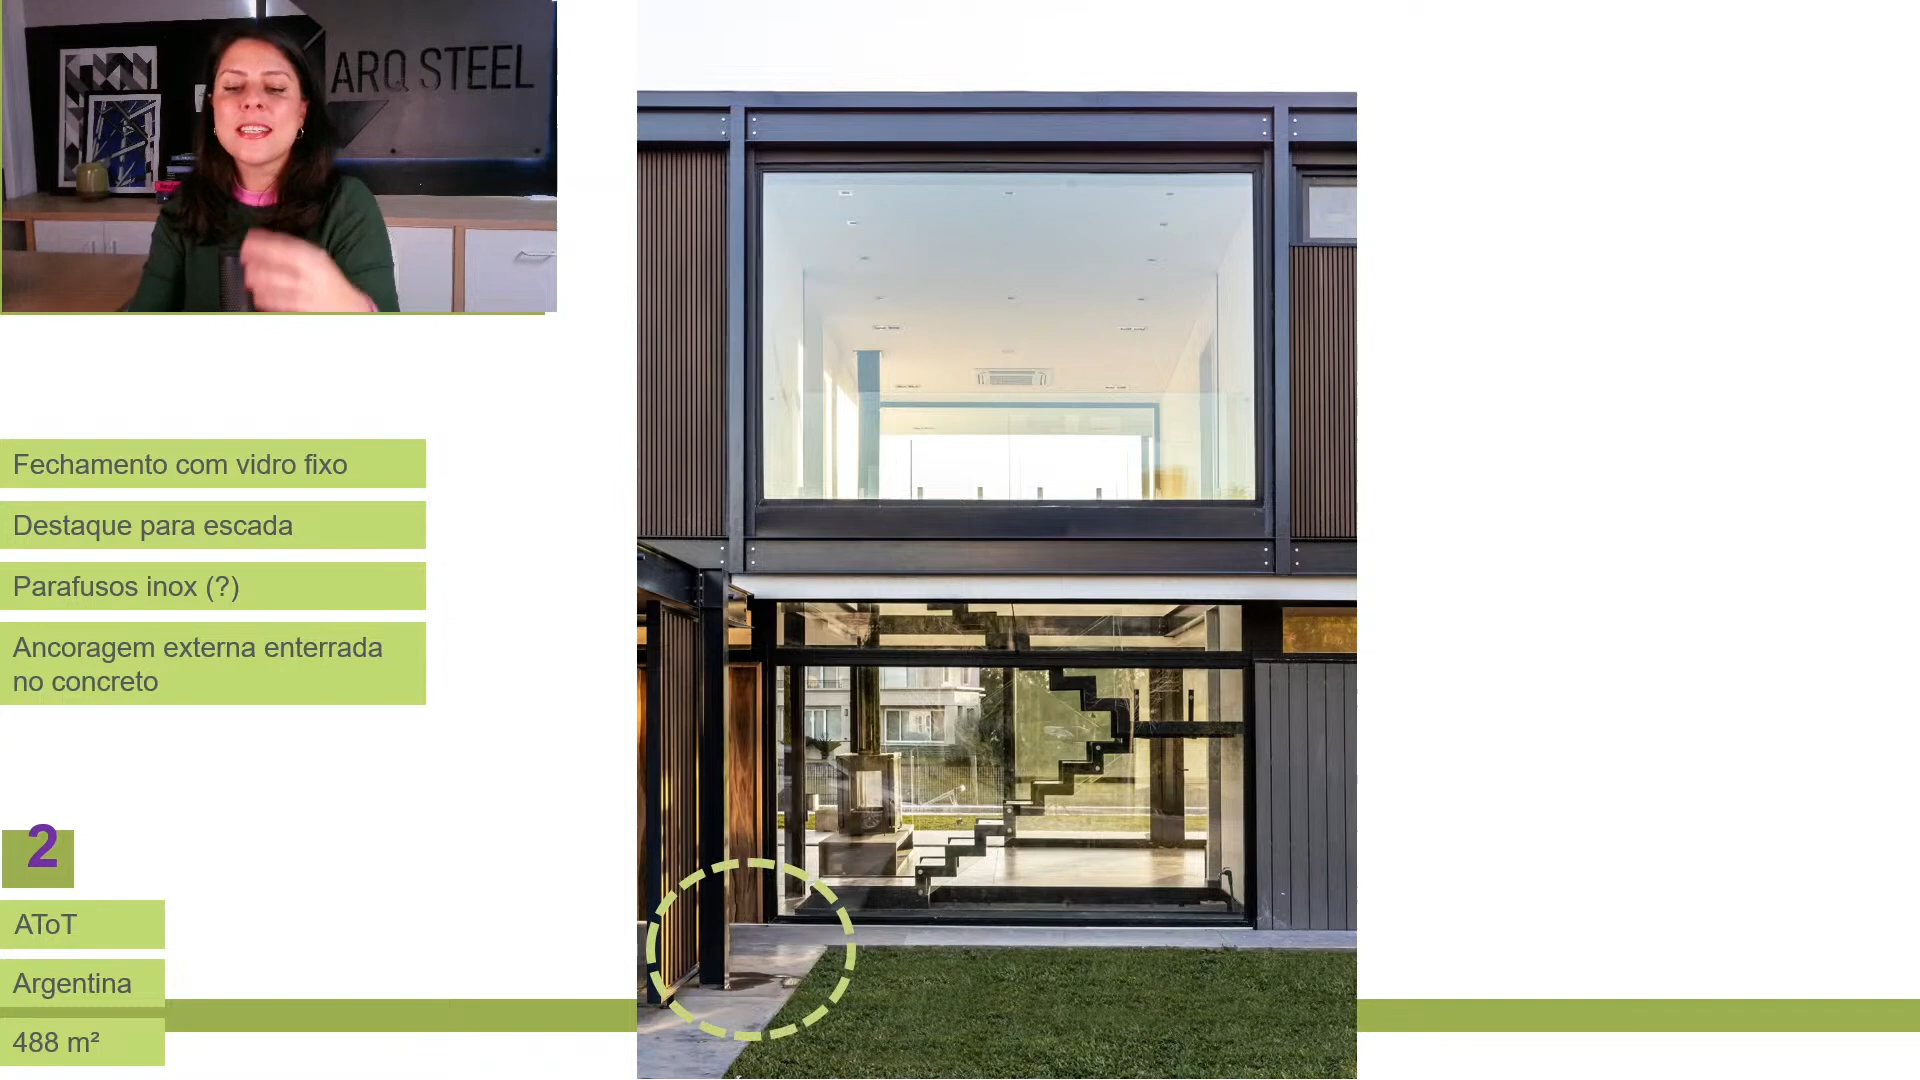 ARQ STEEL
Fechamento com vidro fixo
Destaque para escada
Parafusos inox (?)
Ancoragem externa enterrada
no concreto
2
AToT
Argentina
488 m²